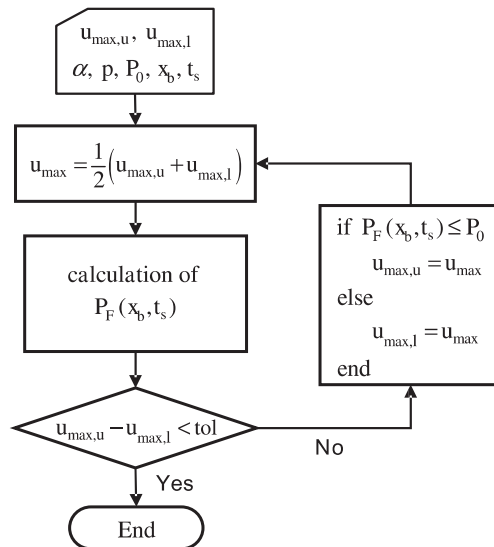 u_max,u, u_max,l
α, p, P_0, x_b, t_s
u_max = 1/2 (u_max,u + u_max,l)
calculation of
P_F (x_b, t_s)
u_max,u − u_max,l < tol
No
Yes
End
if P_F (x_b, t_s) ≤ P_0
u_max,u = u_max
else
u_max,l = u_max
end